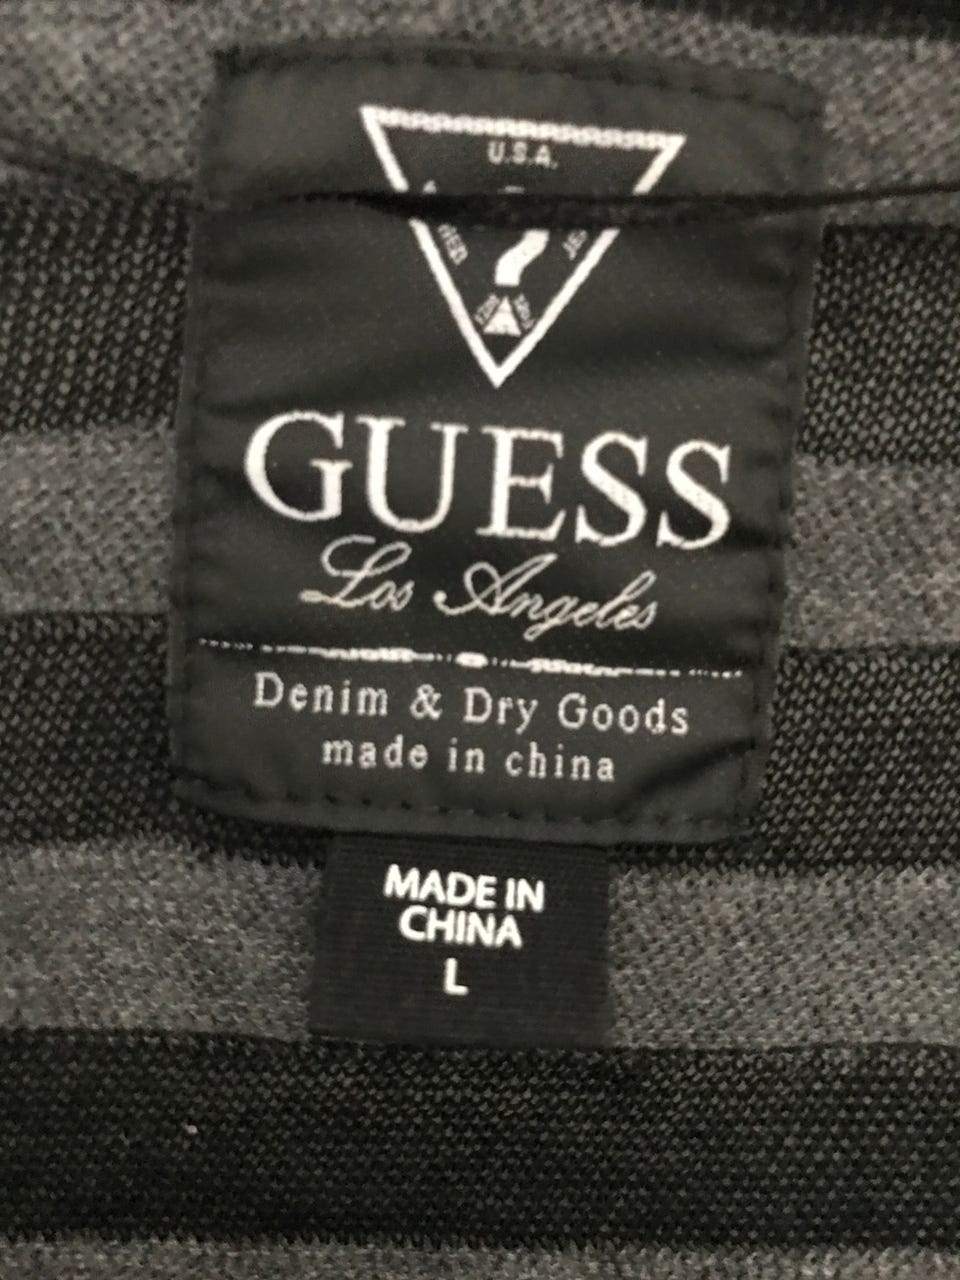 U.S.A.
GUESS
Los Angeles
Denim & Dry Goods
made in china
MADE IN
CHINA
L